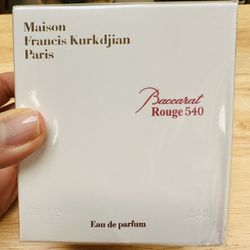 Maison
Francis Kurkdjian
Paris
Baccarat
Rouge 540
Eau de parfum